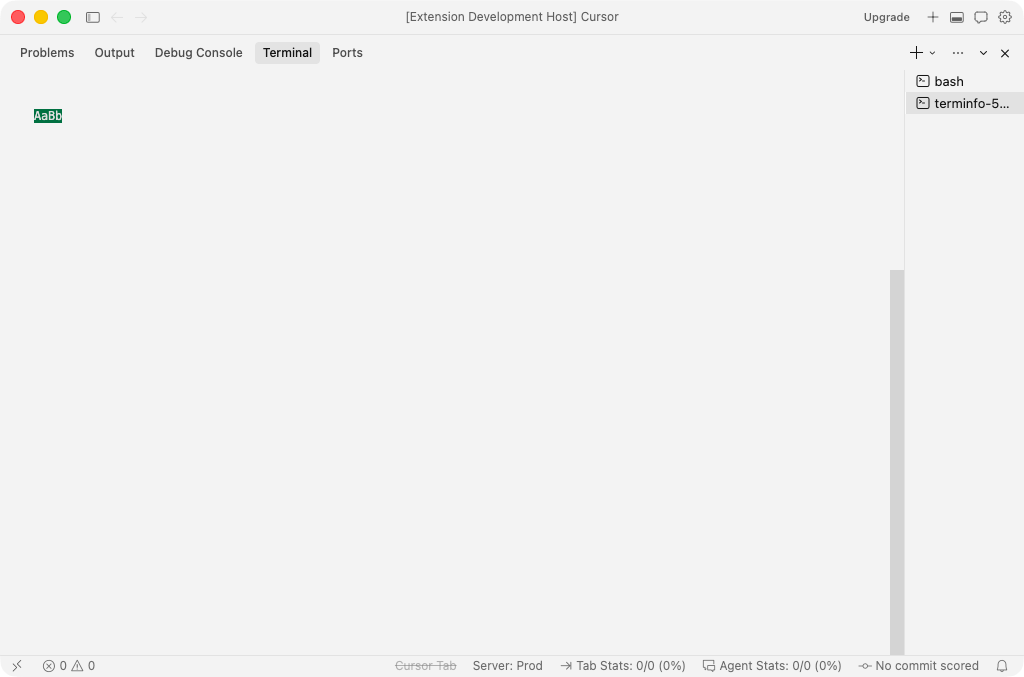 [Extension Development Host] Cursor
Upgrade
Problems Output Debug Console Terminal Ports
bash
terminfo-5...
AaBb
0 0 Cursor Tab Server: Prod Tab Stats: 0/0 (0%) Agent Stats: 0/0 (0%) No commit scored